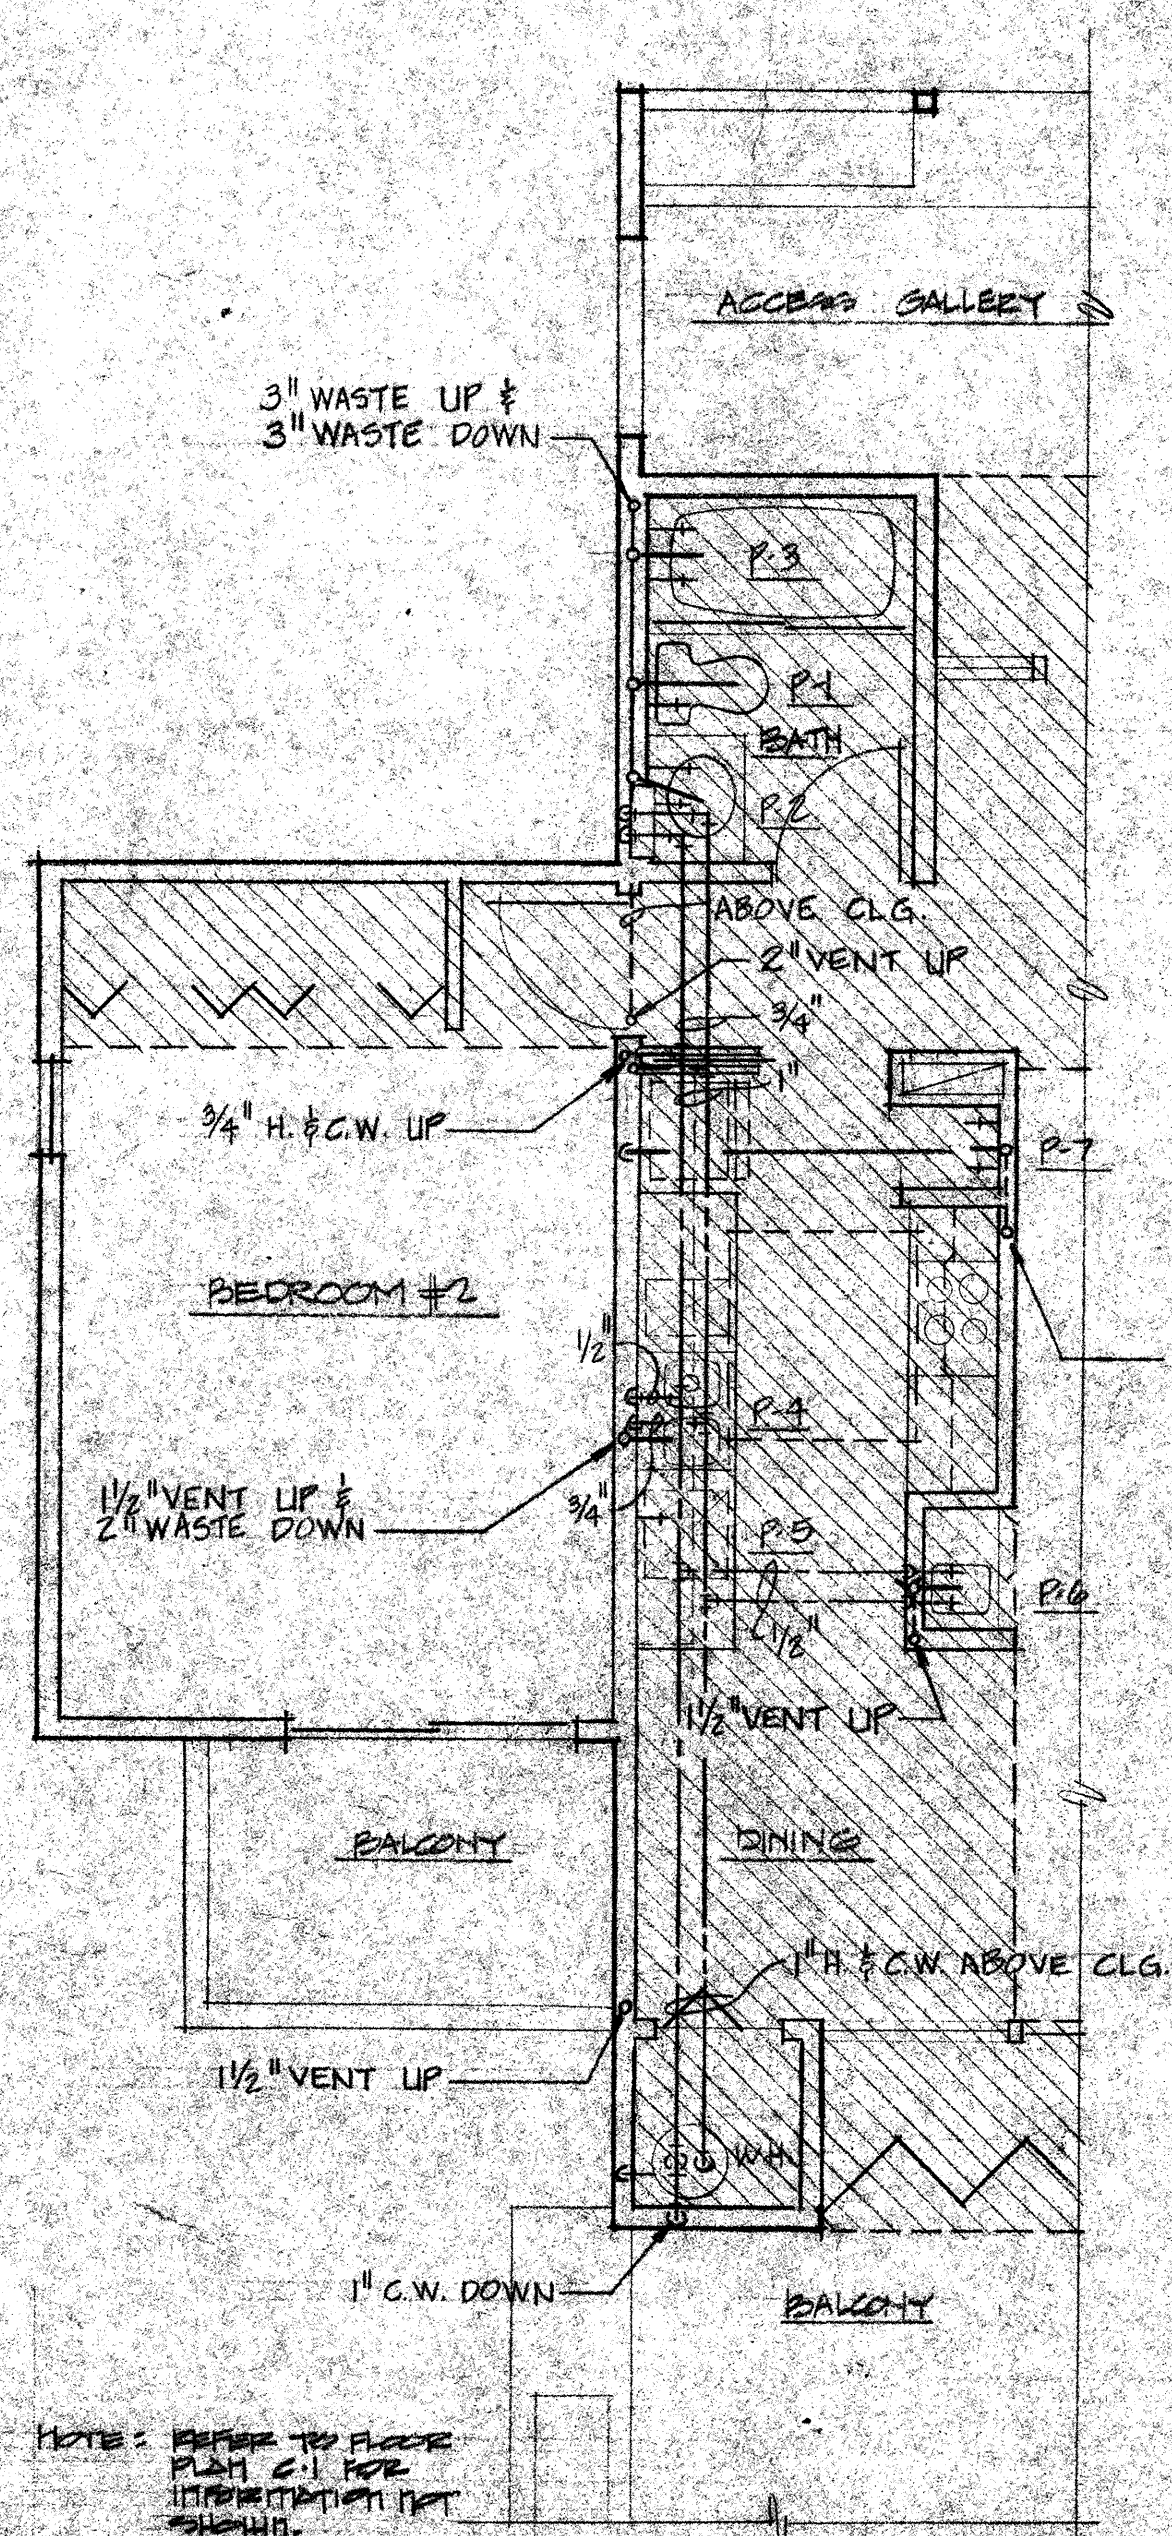 ACCESS GALLERY
3" WASTE UP &
3" WASTE DOWN
P-3
P-1
BATH
P-2
ABOVE CLG.
2" VENT UP
3/4"
1"
3/4" H. & C.W. UP
P-7
BEDROOM #2
1/2"
P-4
1 1/2" VENT UP &
2" WASTE DOWN
3/4"
P-5
P-6
1/2"
1 1/2" VENT UP
BALCONY
DINING
1" H. & C.W. ABOVE CLG.
1 1/2" VENT UP
W.H.
1" C.W. DOWN
BALCONY
NOTE: REFER TO FLOOR
PLAN C.1 FOR
INFORMATION NOT
SHOWN.